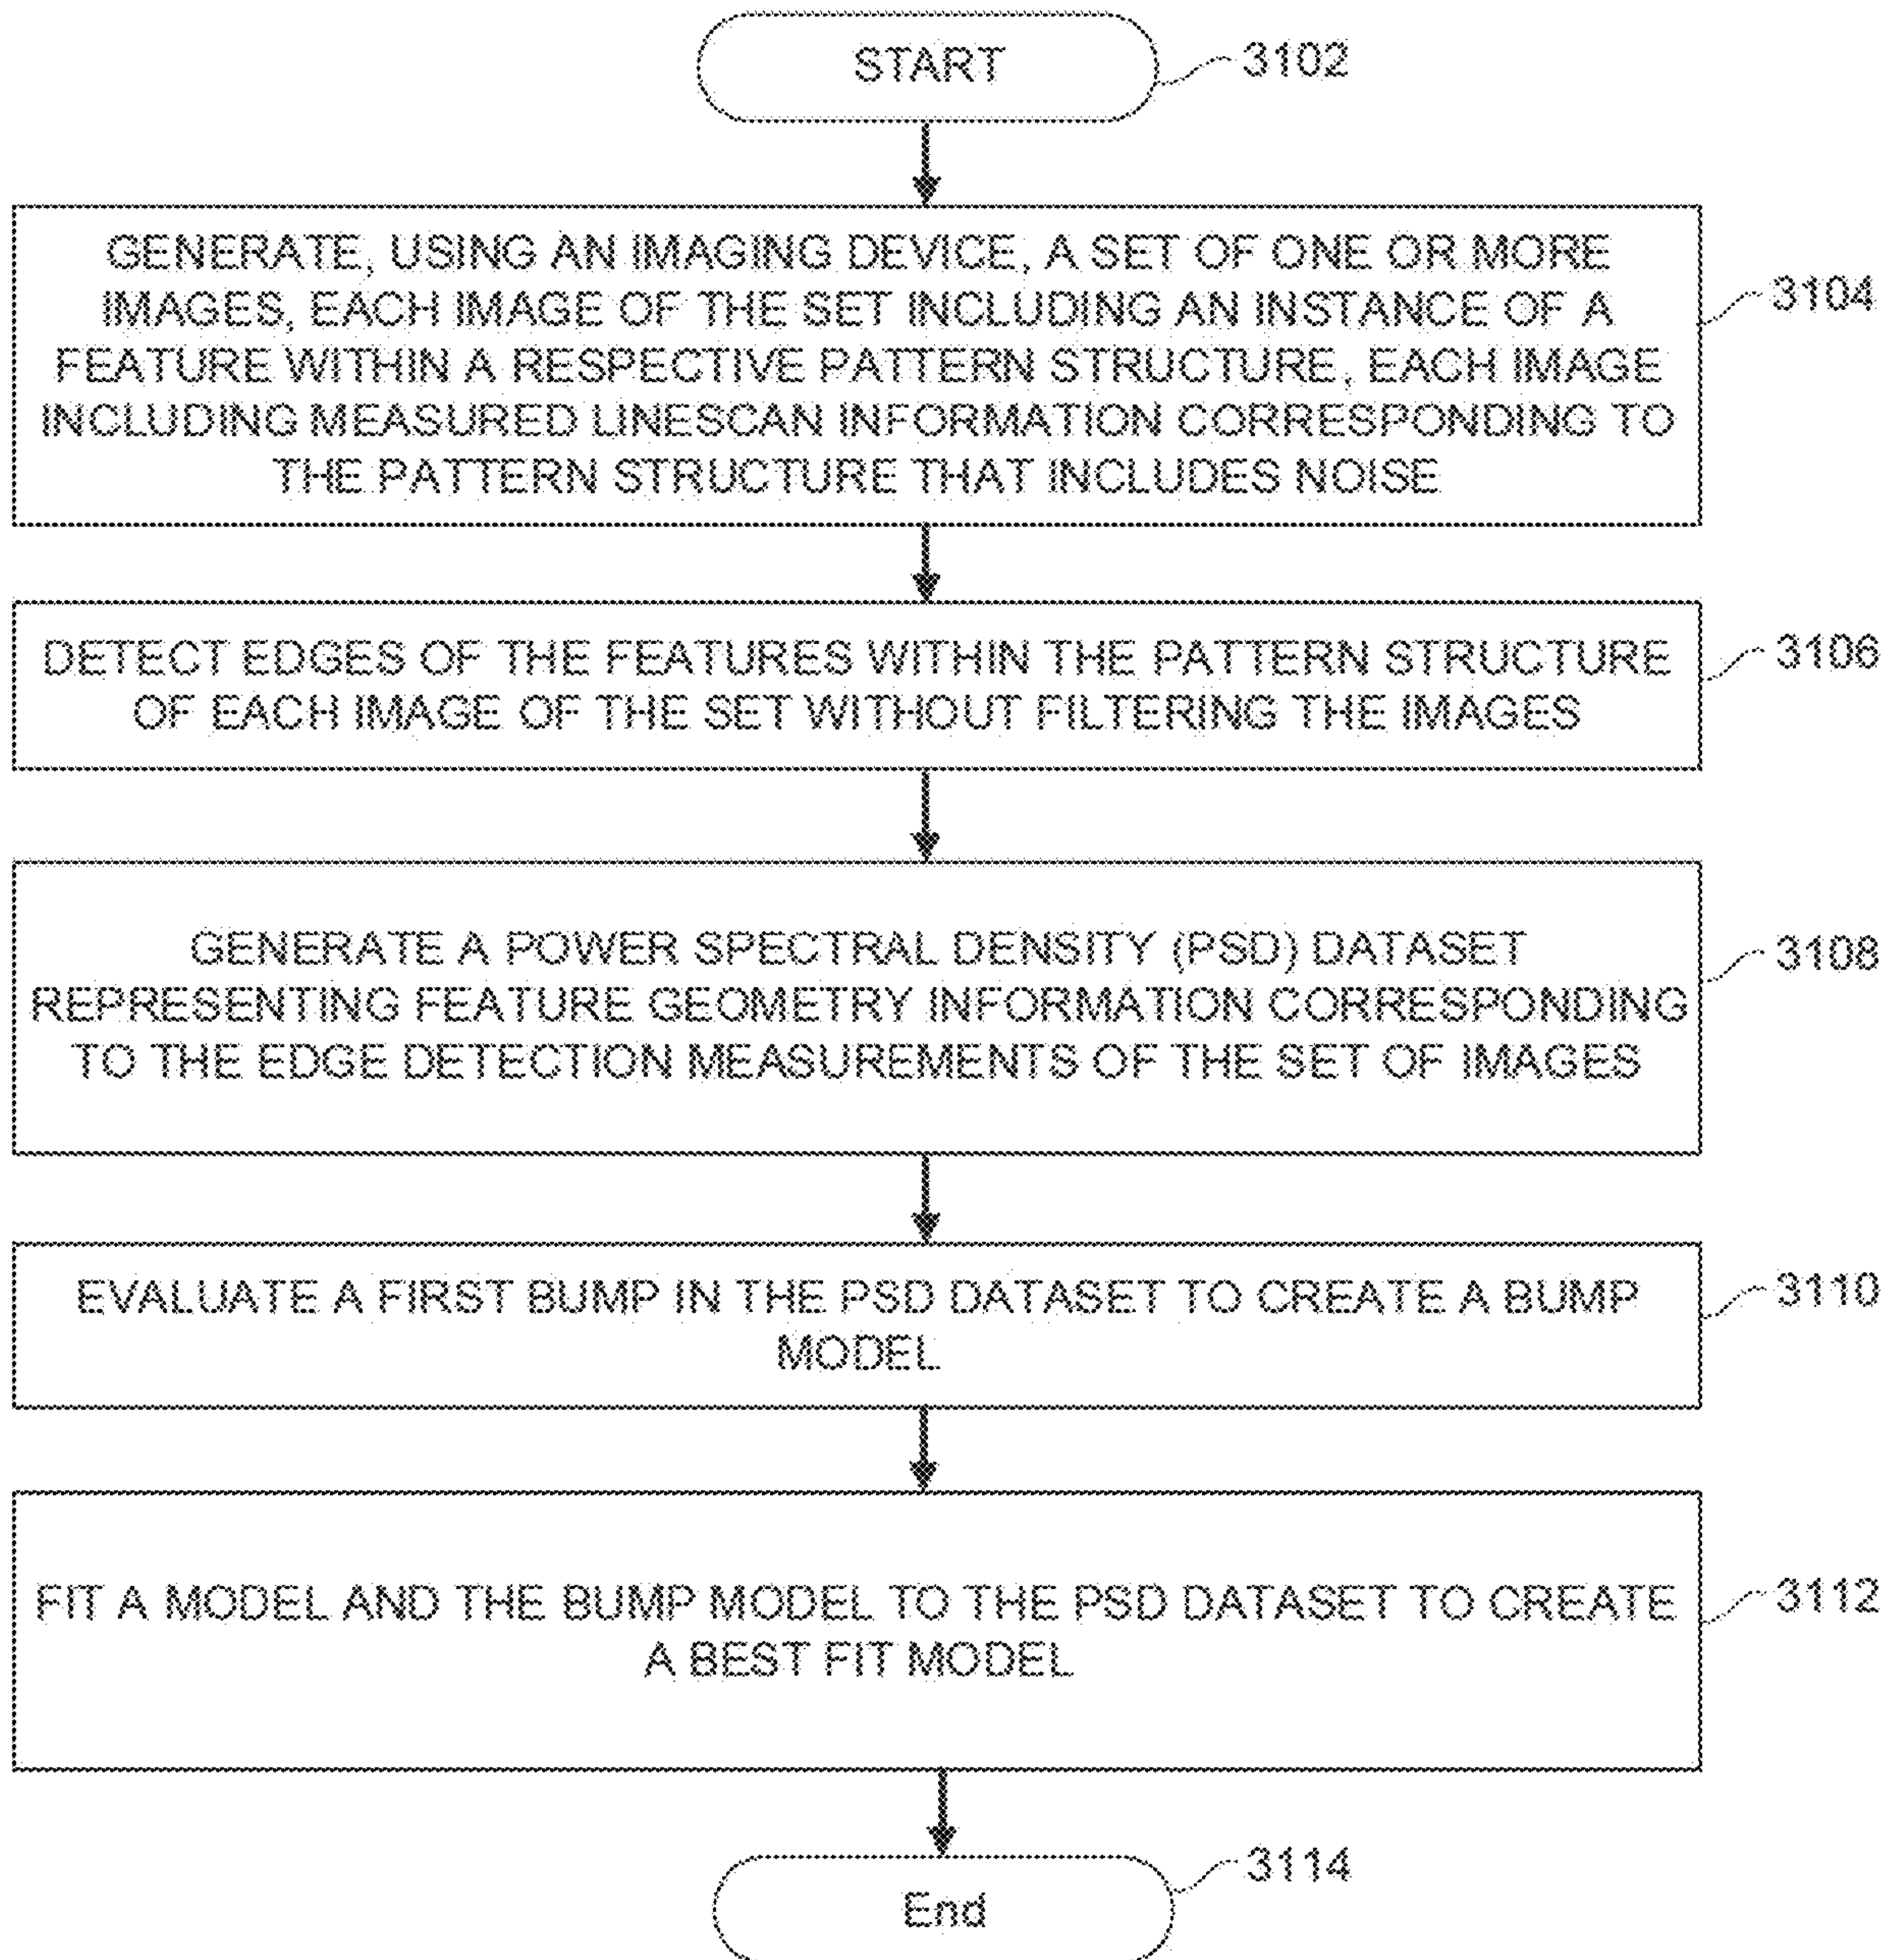 START
3102
GENERATE, USING AN IMAGING DEVICE, A SET OF ONE OR MORE
IMAGES, EACH IMAGE OF THE SET INCLUDING AN INSTANCE OF A
FEATURE WITHIN A RESPECTIVE PATTERN STRUCTURE, EACH IMAGE
INCLUDING MEASURED LINESCAN INFORMATION CORRESPONDING TO
THE PATTERN STRUCTURE THAT INCLUDES NOISE
3104
DETECT EDGES OF THE FEATURES WITHIN THE PATTERN STRUCTURE
OF EACH IMAGE OF THE SET WITHOUT FILTERING THE IMAGES
3106
GENERATE A POWER SPECTRAL DENSITY (PSD) DATASET
REPRESENTING FEATURE GEOMETRY INFORMATION CORRESPONDING
TO THE EDGE DETECTION MEASUREMENTS OF THE SET OF IMAGES
3108
EVALUATE A FIRST BUMP IN THE PSD DATASET TO CREATE A BUMP
MODEL
3110
FIT A MODEL AND THE BUMP MODEL TO THE PSD DATASET TO CREATE
A BEST FIT MODEL
3112
End
3114